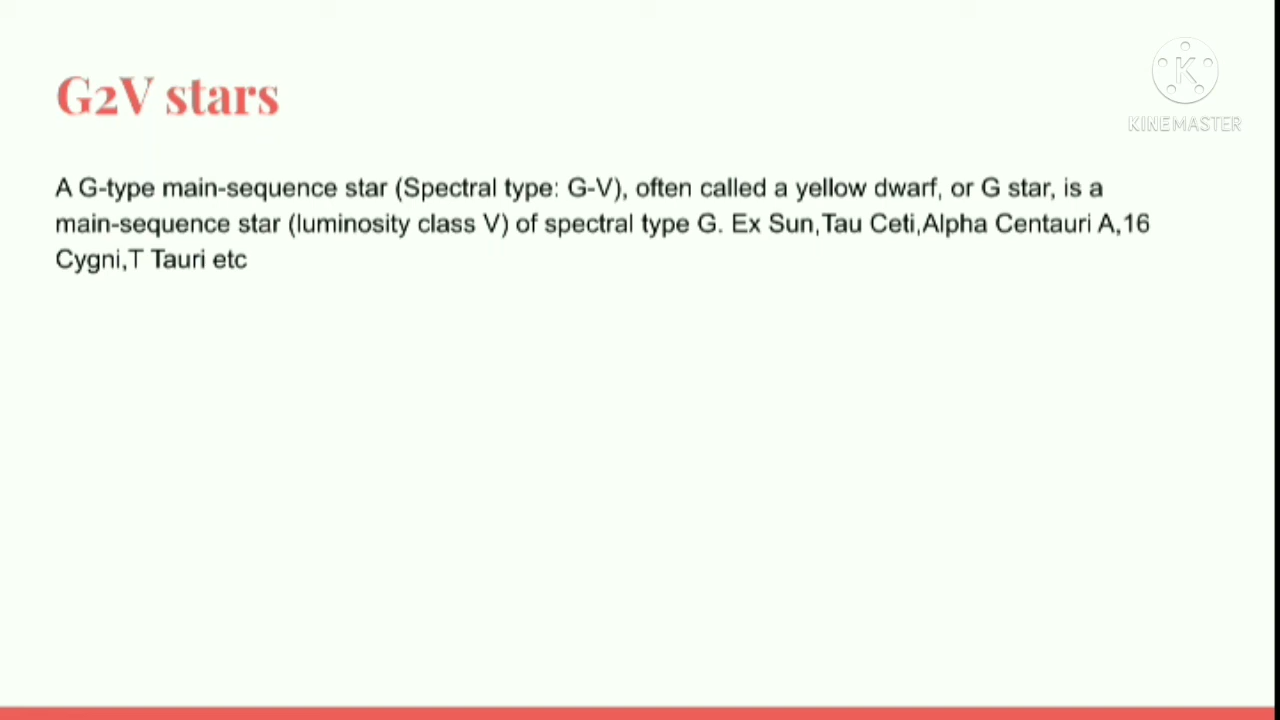 G2V stars
K
KINEMASTER
A G-type main-sequence star (Spectral type: G-V), often called a yellow dwarf, or G star, is a
main-sequence star (luminosity class V) of spectral type G. Ex Sun,Tau Ceti,Alpha Centauri A,16
Cygni,T Tauri etc